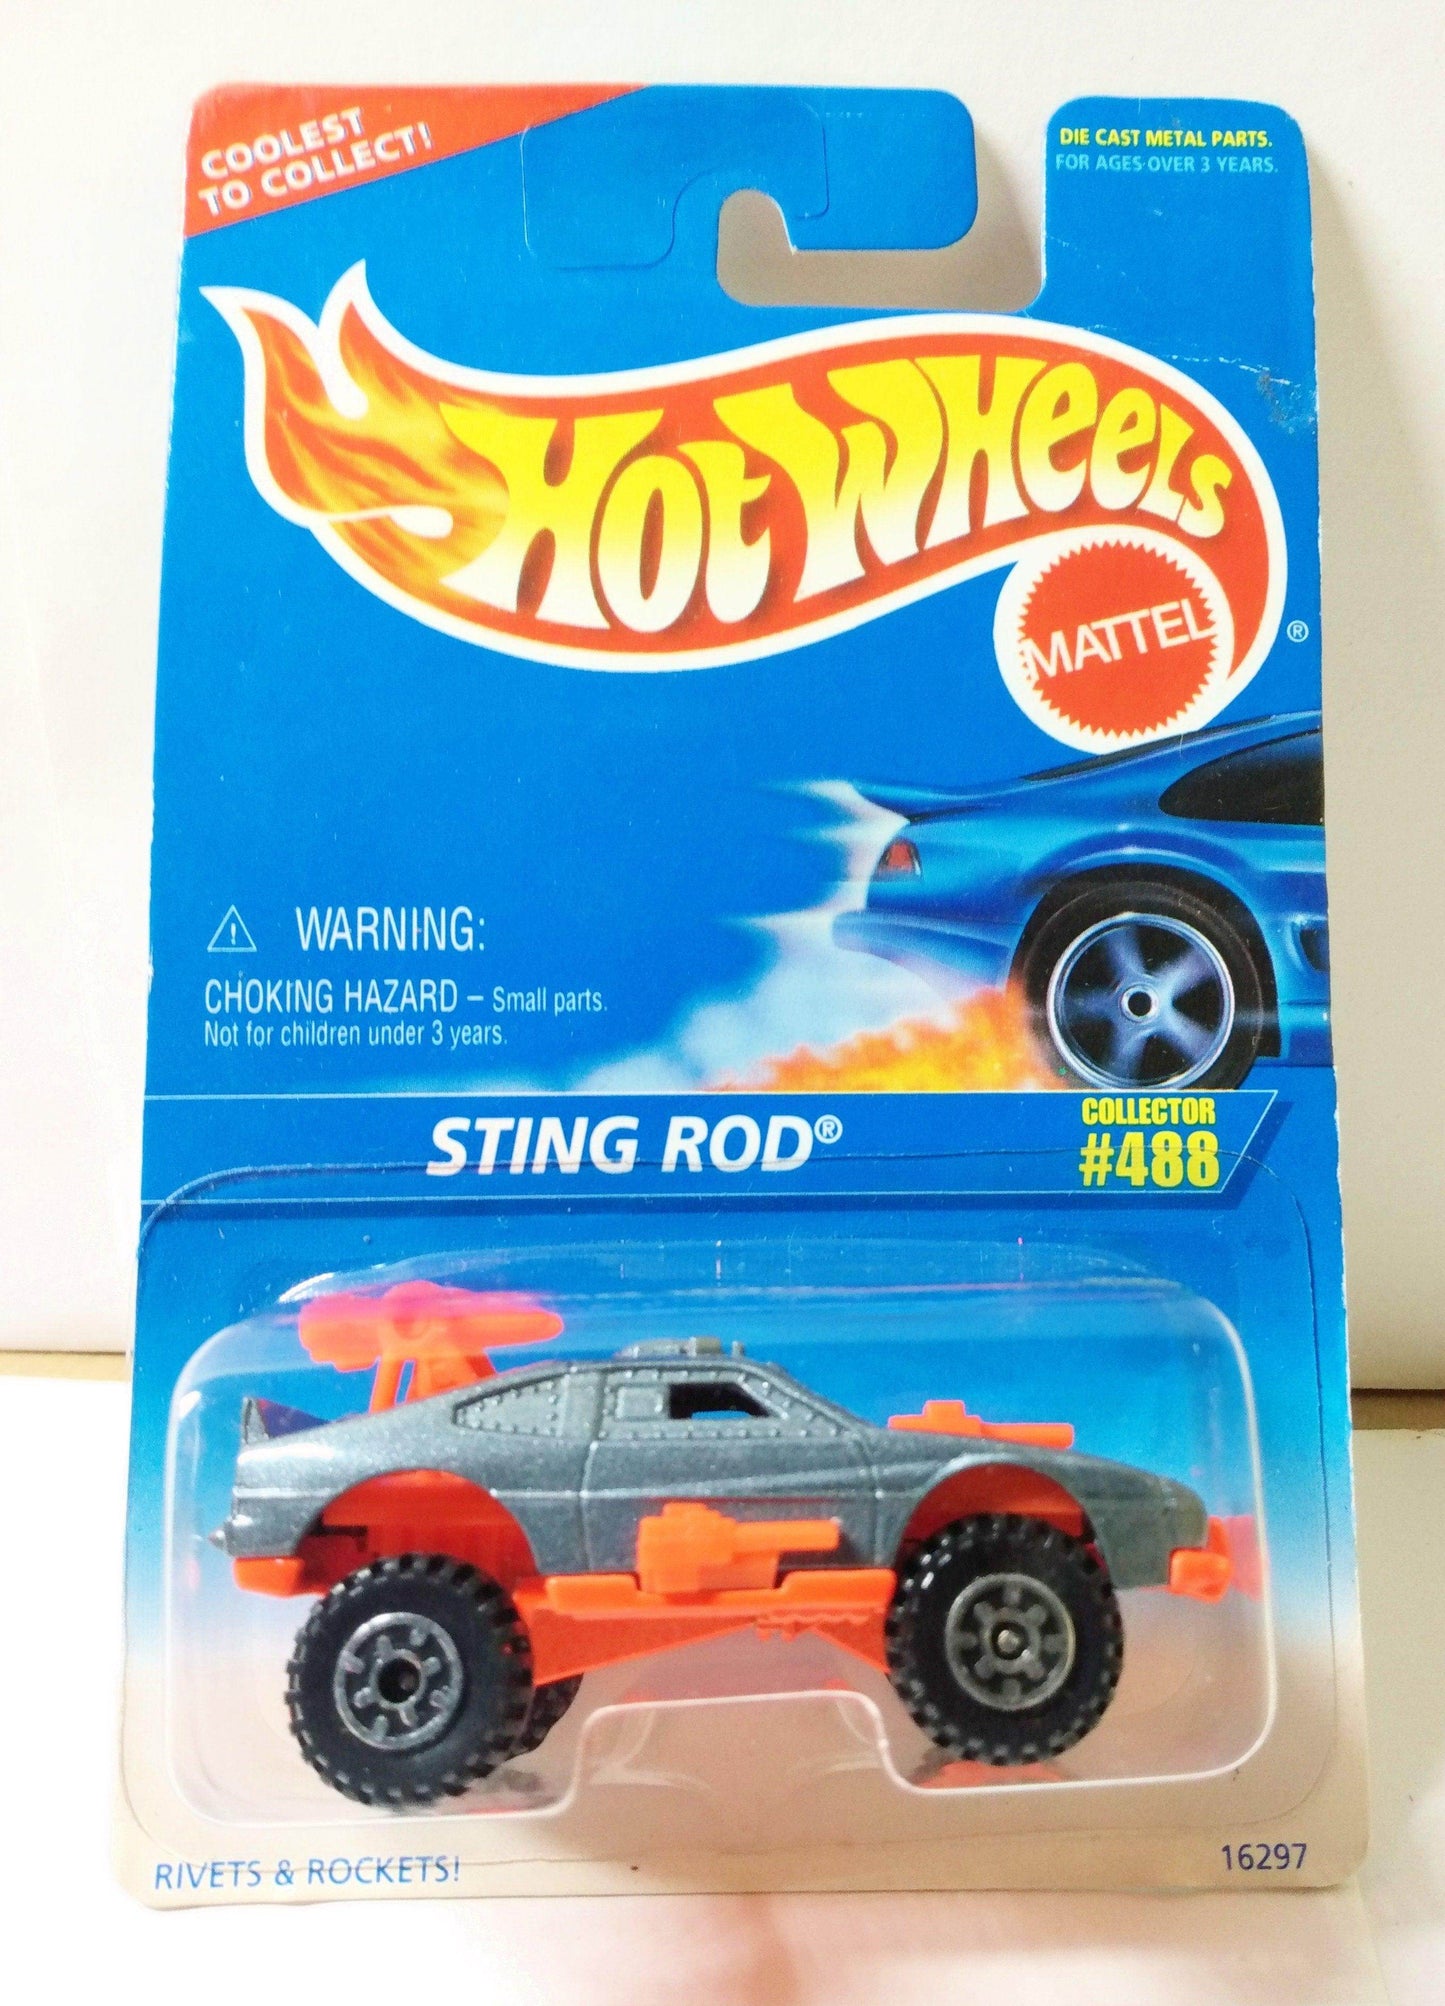 COOLEST
TO COLLECT!
DIE CAST METAL PARTS.
FOR AGES OVER 3 YEARS.
HOT WHEELS
MATTEL
®
WARNING:
CHOKING HAZARD – Small parts.
Not for children under 3 years.
STING ROD®
COLLECTOR
#488
RIVETS & ROCKETS!
16297